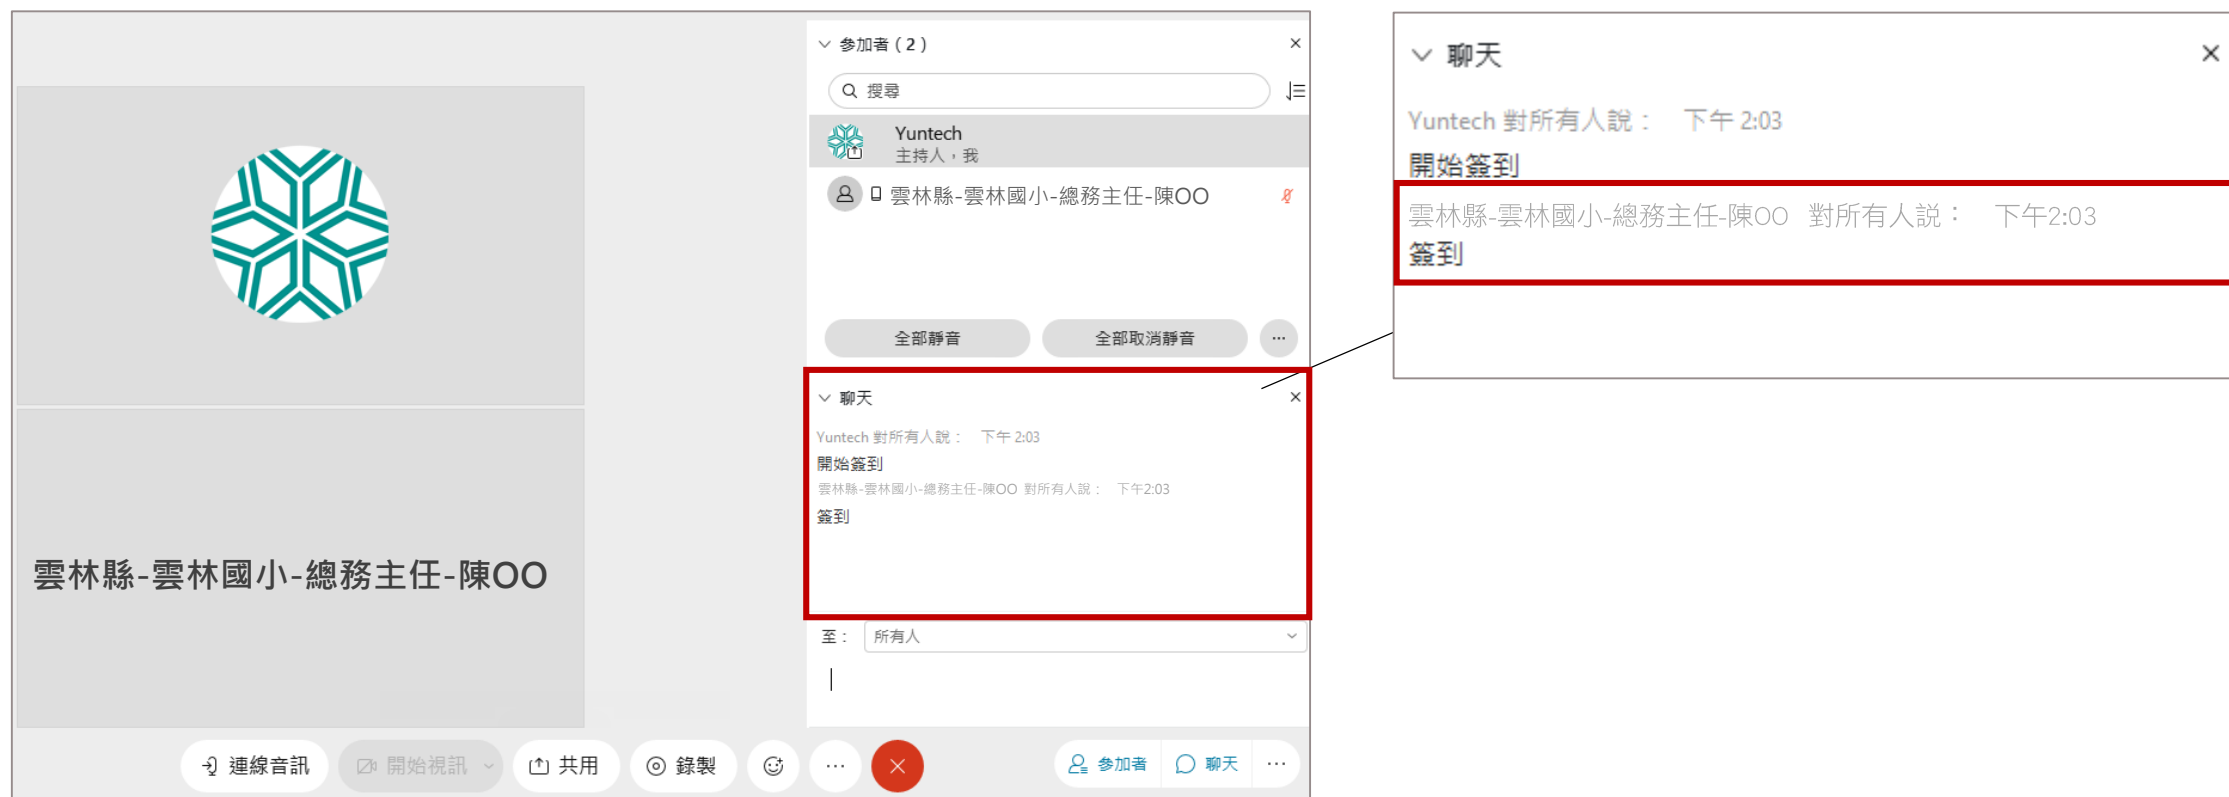 參加者 ( 2 )
搜尋
Yuntech
主持人，我
雲林縣-雲林國小-總務主任-陳OO
全部靜音
全部取消靜音
聊天
Yuntech 對所有人說： 下午 2:03
開始簽到
雲林縣-雲林國小-總務主任-陳OO 對所有人說： 下午2:03
簽到
至： 所有人
雲林縣-雲林國小-總務主任-陳OO
連線音訊
開始視訊
共用
錄製
參加者
聊天
聊天
Yuntech 對所有人說： 下午 2:03
開始簽到
雲林縣-雲林國小-總務主任-陳OO 對所有人説： 下午2:03
簽到